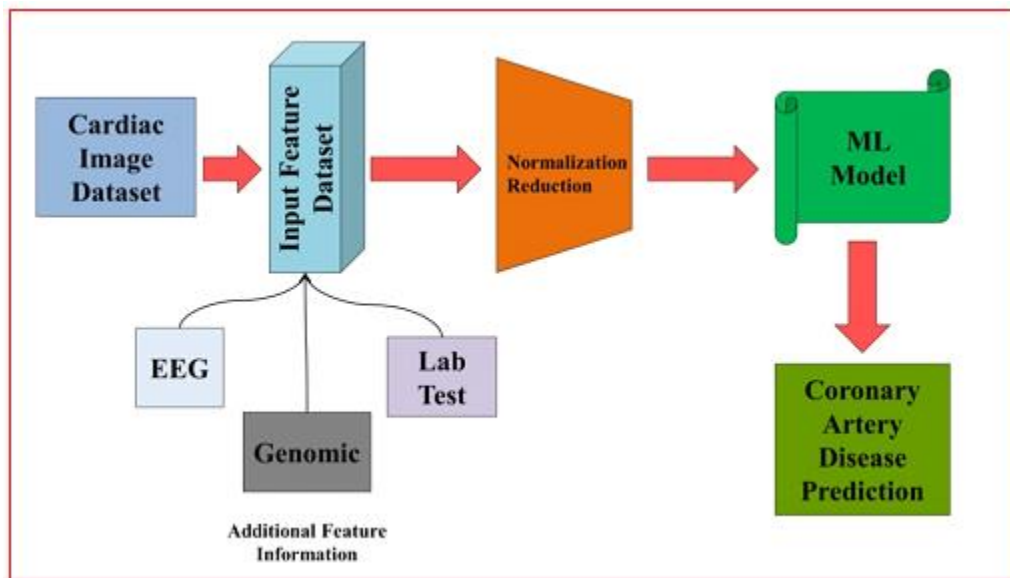 Cardiac
Image
Dataset
Input Feature
Dataset
Normalization
Reduction
ML
Model
EEG
Genomic
Lab
Test
Additional Feature
Information
Coronary
Artery
Disease
Prediction